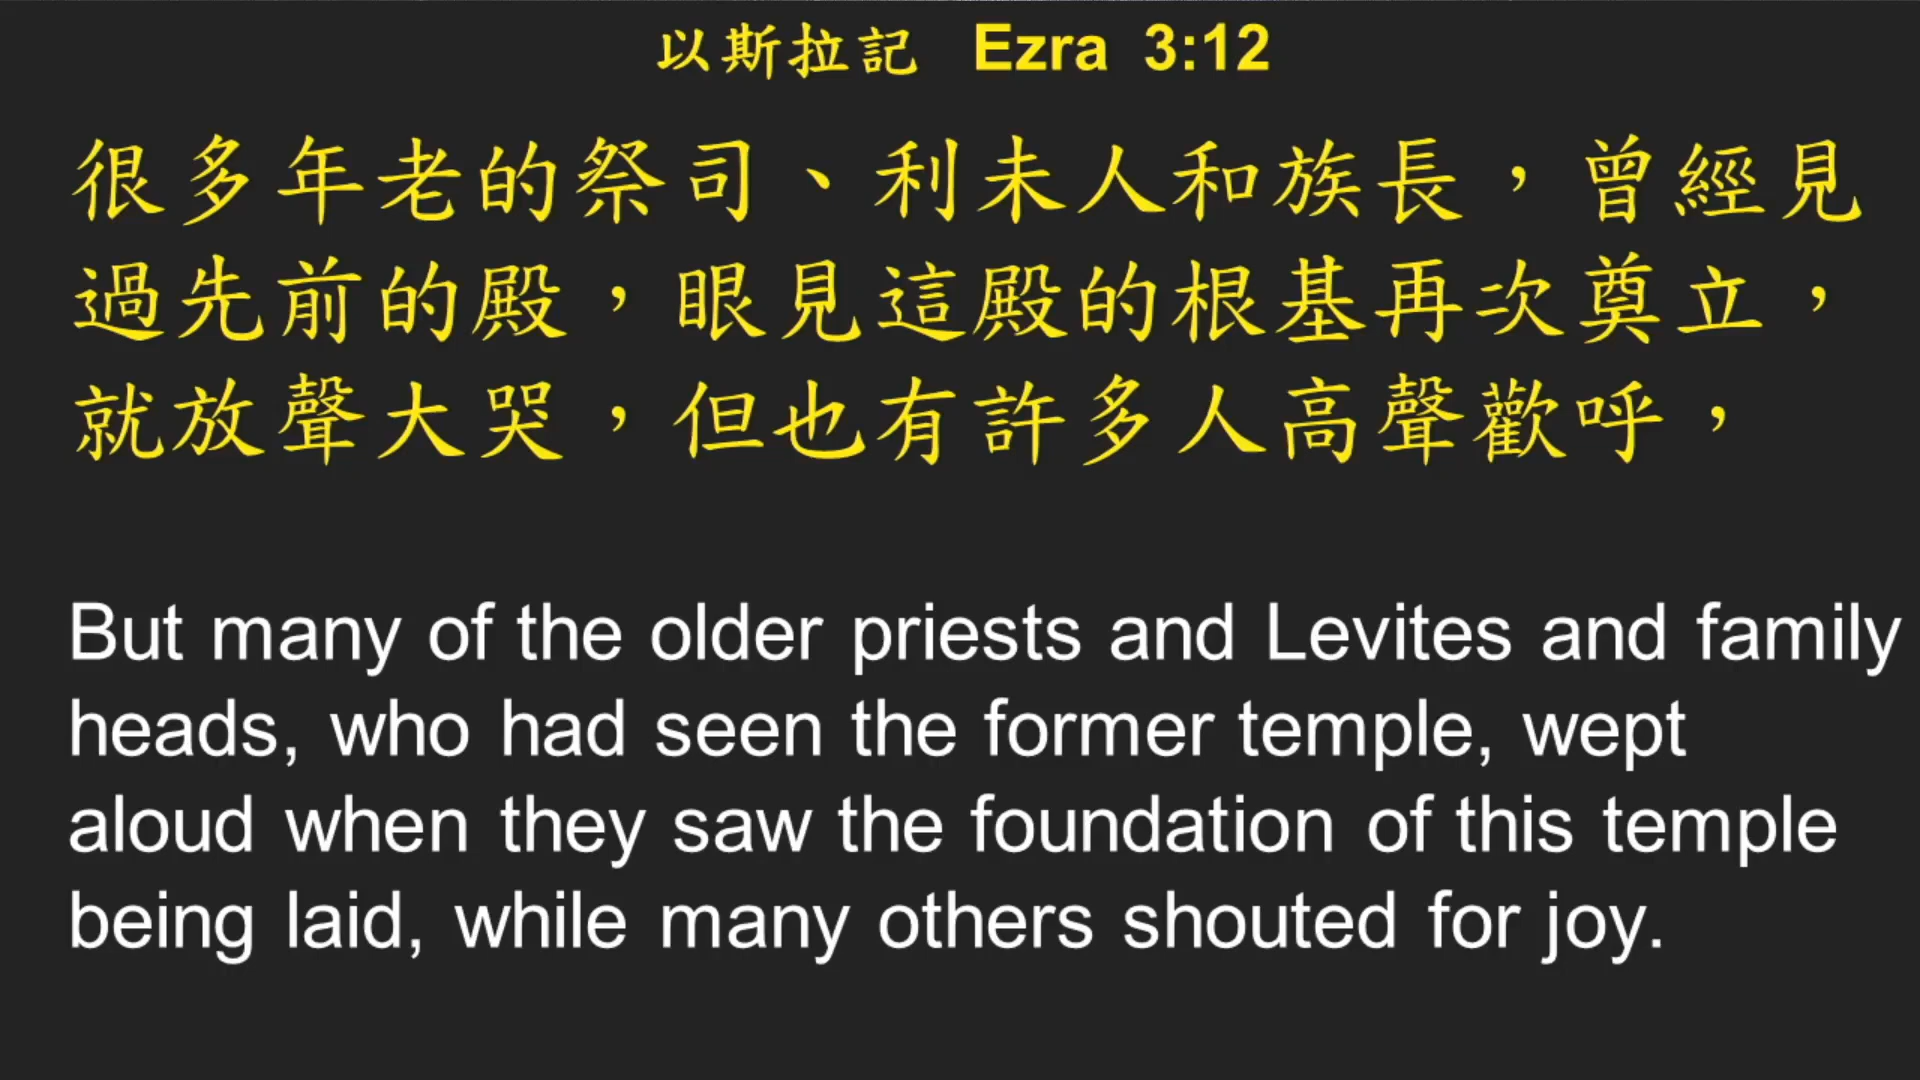 以斯拉記 Ezra 3:12
很多年老的祭司、利未人和族長，曾經見
過先前的殿，眼見這殿的根基再次奠立，
就放聲大哭，但也有許多人高聲歡呼，
But many of the older priests and Levites and family
heads, who had seen the former temple, wept
aloud when they saw the foundation of this temple
being laid, while many others shouted for joy.